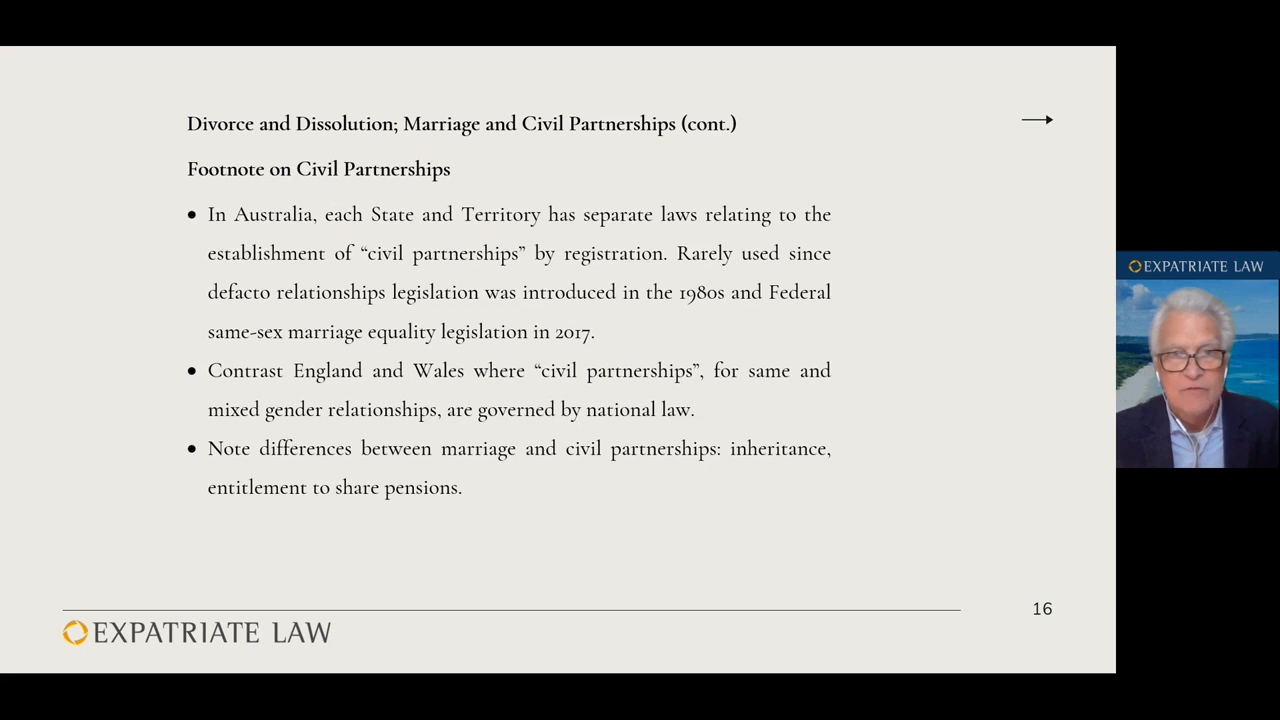 Divorce and Dissolution; Marriage and Civil Partnerships (cont.)
Footnote on Civil Partnerships
• In Australia, each State and Territory has separate laws relating to the
establishment of “civil partnerships” by registration. Rarely used since
defacto relationships legislation was introduced in the 1980s and Federal
same-sex marriage equality legislation in 2017.
• Contrast England and Wales where “civil partnerships”, for same and
mixed gender relationships, are governed by national law.
• Note differences between marriage and civil partnerships: inheritance,
entitlement to share pensions.
16
EXPATRIATE LAW
EXPATRIATE LAW